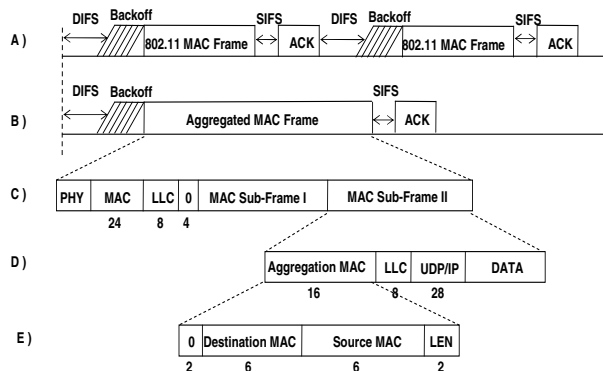 DIFS Backoff SIFS DIFS Backoff SIFS
A ) 802.11 MAC Frame ACK 802.11 MAC Frame ACK
DIFS Backoff SIFS
B ) Aggregated MAC Frame ACK
C ) PHY MAC LLC 0 MAC Sub-Frame I MAC Sub-Frame II
24 8 4
D ) Aggregation MAC LLC UDP/IP DATA
16 8 28
E ) 0 Destination MAC Source MAC LEN
2 6 6 2